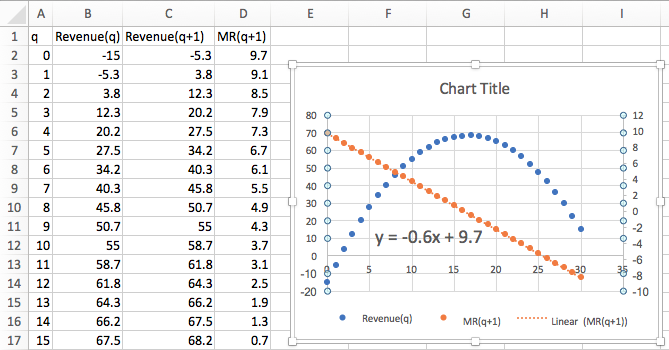 A B C D E F G H I
1 q Revenue(q) Revenue(q+1) MR(q+1)
2 0 -15 -5.3 9.7
3 1 -5.3 3.8 9.1
4 2 3.8 12.3 8.5
5 3 12.3 20.2 7.9
6 4 20.2 27.5 7.3
7 5 27.5 34.2 6.7
8 6 34.2 40.3 6.1
9 7 40.3 45.8 5.5
10 8 45.8 50.7 4.9
11 9 50.7 55 4.3
12 10 55 58.7 3.7
13 11 58.7 61.8 3.1
14 12 61.8 64.3 2.5
15 13 64.3 66.2 1.9
16 14 66.2 67.5 1.3
17 15 67.5 68.2 0.7
Chart Title
80 12
70 10
60 8
50 6
40 4
30 2
20 0
10 -2
0 -4
-10 -6
-20 -8
-10
y = -0.6x + 9.7
0 5 10 15 20 25 30 35
Revenue(q) MR(q+1) Linear (MR(q+1))